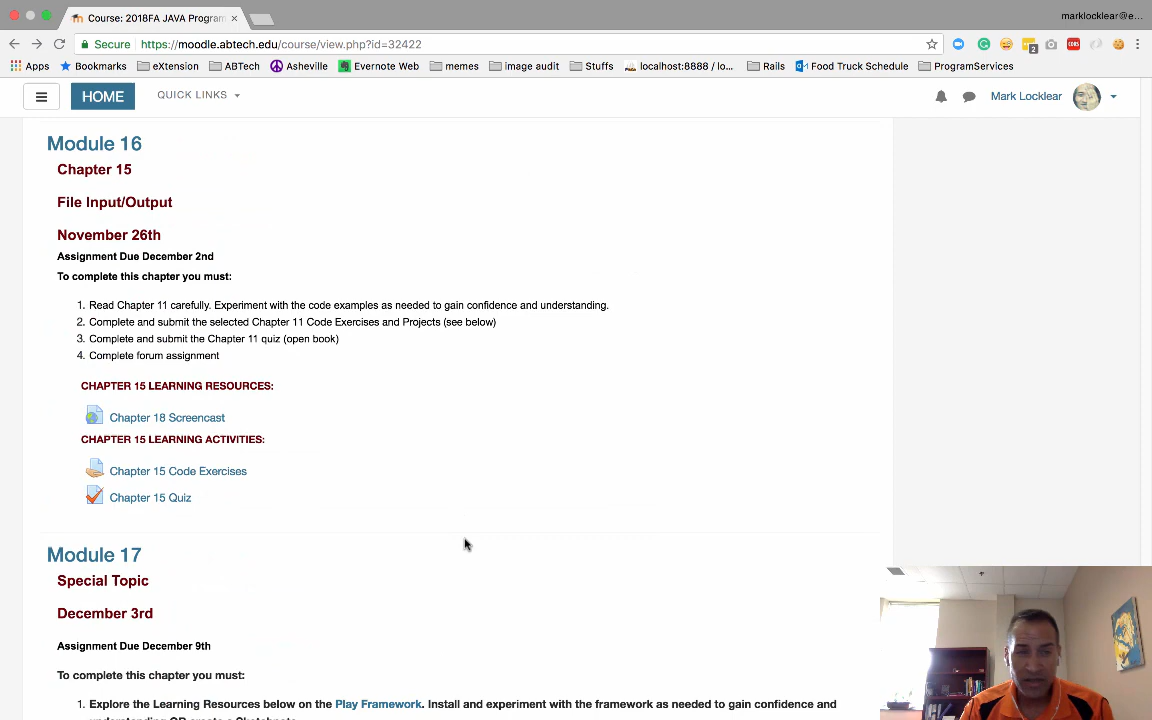 Course: 2018FA JAVA Program
marklocklear@e...
Secure https://moodle.abtech.edu/course/view.php?id=32422
2
CORS
Apps Bookmarks eXtension ABTech Asheville Evernote Web memes image audit Stuffs localhost:8888 / lo... Rails Food Truck Schedule ProgramServices
HOME QUICK LINKS Mark Locklear
Module 16
Chapter 15
File Input/Output
November 26th
Assignment Due December 2nd
To complete this chapter you must:
1. Read Chapter 11 carefully. Experiment with the code examples as needed to gain confidence and understanding.
2. Complete and submit the selected Chapter 11 Code Exercises and Projects (see below)
3. Complete and submit the Chapter 11 quiz (open book)
4. Complete forum assignment
CHAPTER 15 LEARNING RESOURCES:
Chapter 18 Screencast
CHAPTER 15 LEARNING ACTIVITIES:
Chapter 15 Code Exercises
Chapter 15 Quiz
Module 17
Special Topic
December 3rd
Assignment Due December 9th
To complete this chapter you must:
1. Explore the Learning Resources below on the Play Framework. Install and experiment with the framework as needed to gain confidence and
understanding OR create a Sketchnote